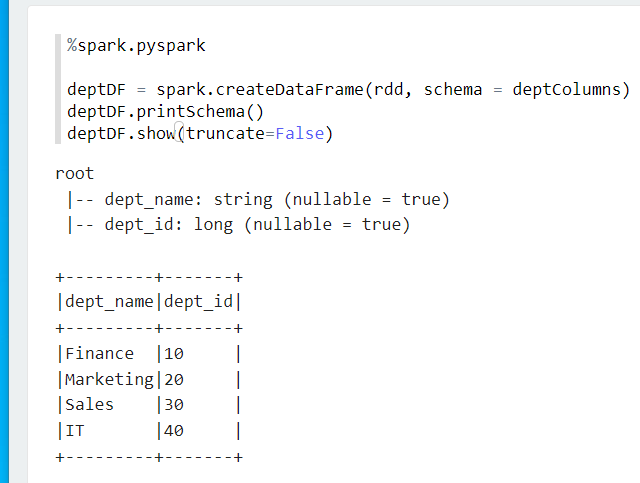 %spark.pyspark
deptDF = spark.createDataFrame(rdd, schema = deptColumns)
deptDF.printSchema()
deptDF.show(truncate=False)
root
 |-- dept_name: string (nullable = true)
 |-- dept_id: long (nullable = true)
+---------+-------+
|dept_name|dept_id|
+---------+-------+
|Finance  |10     |
|Marketing|20     |
|Sales    |30     |
|IT       |40     |
+---------+-------+